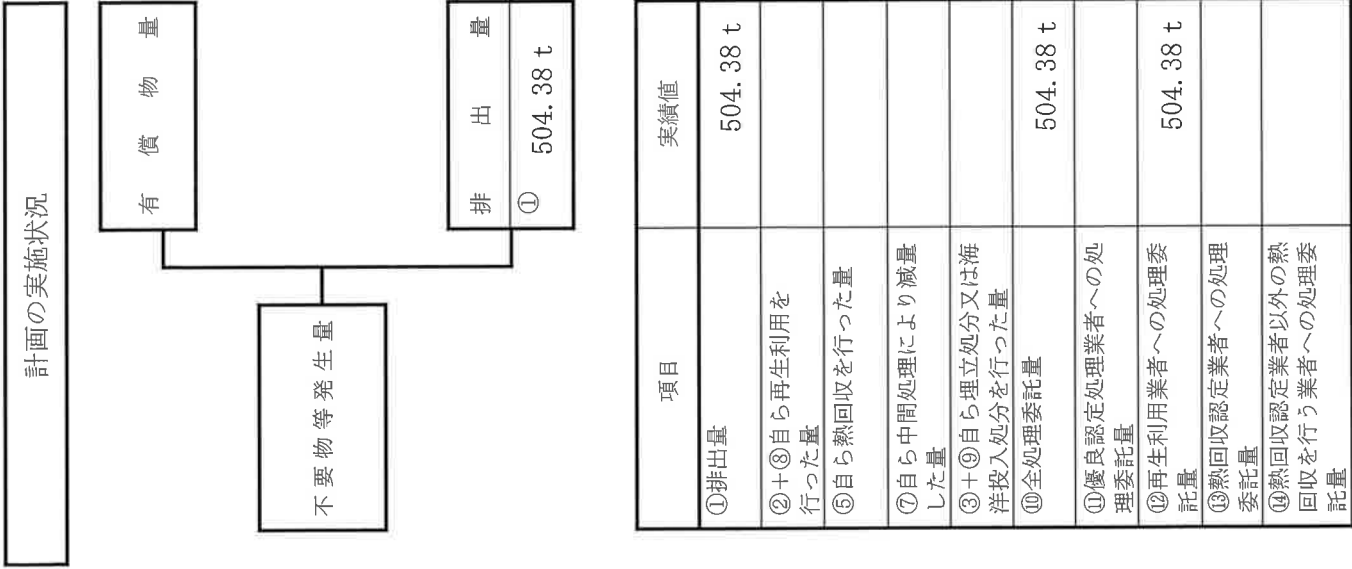 計画の実施状況
有償物量
不要物等発生量
排出量
① 504.38 t
項目 実績値
①排出量 504.38 t
②+⑧自ら再生利用を
行った量
⑤自ら熱回収を行った量
⑦自ら中間処理により減量
した量
③+⑨自ら埋立処分又は海
洋投入処分を行った量
⑩全処理委託量 504.38 t
⑪優良認定処理業者への処
理委託量
⑫再生利用業者への処理委
託量 504.38 t
⑬熱回収認定業者への処理
委託量
⑭熱回収認定業者以外の熱
回収を行う業者への処理委
託量